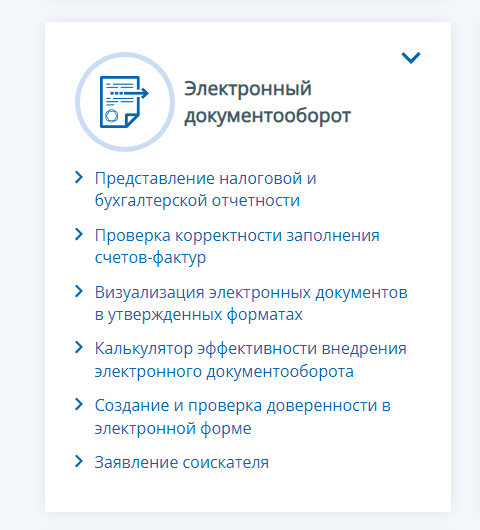 Электронный
документооборот
Представление налоговой и
бухгалтерской отчетности
Проверка корректности заполнения
счетов-фактур
Визуализация электронных документов
в утвержденных форматах
Калькулятор эффективности внедрения
электронного документооборота
Создание и проверка доверенности в
электронной форме
Заявление соискателя